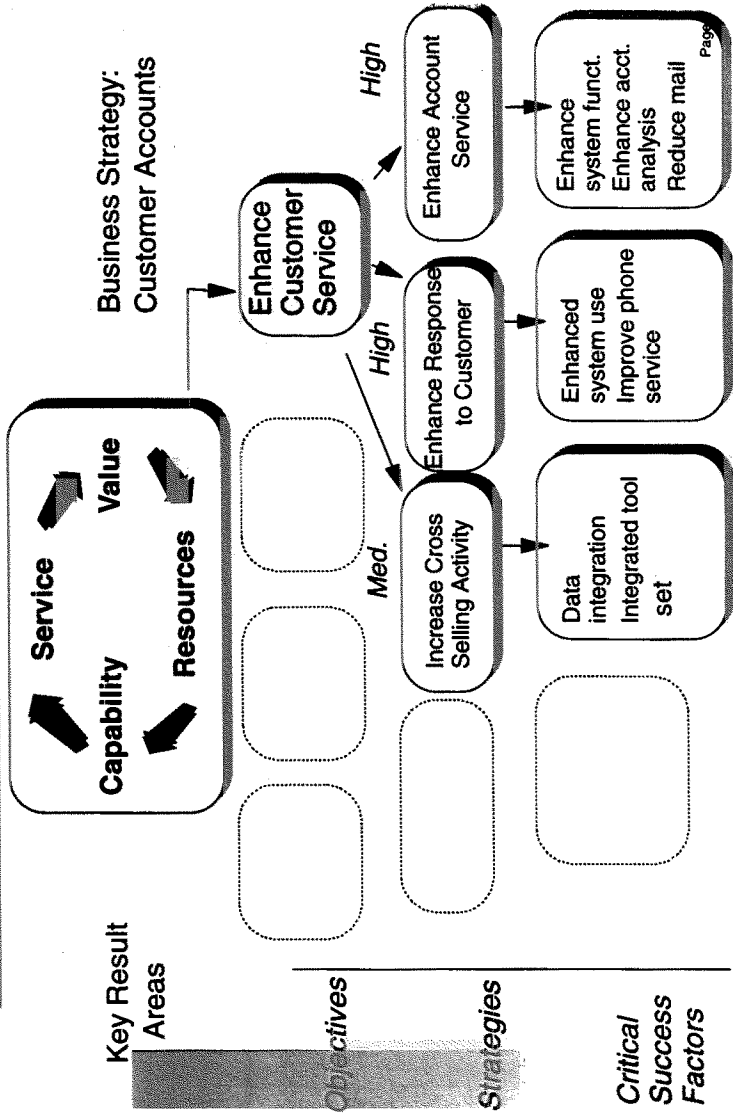 Business Strategy:
Customer Accounts
Key Result
Areas
Service
Capability
Value
Resources
Objectives
Enhance
Customer
Service
Strategies
Med.
High
High
Increase Cross
Selling Activity
Enhance Response
to Customer
Enhance Account
Service
Critical
Success
Factors
Data
integration
Integrated tool
set
Enhanced
system use
Improve phone
service
Enhance
system funct.
Enhance acct.
analysis
Reduce mail
Page